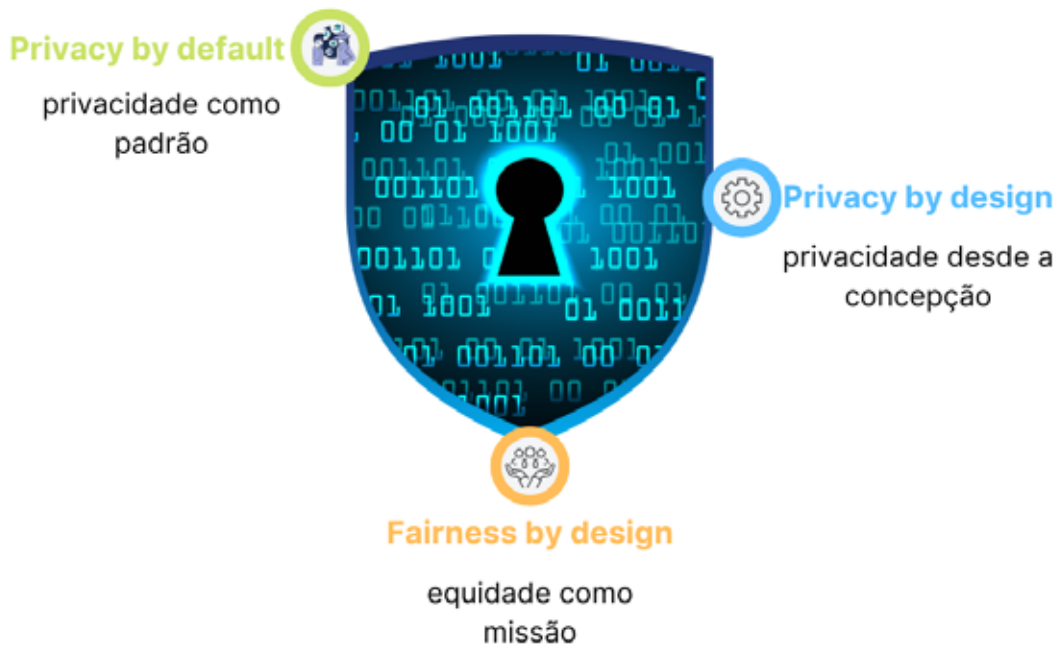 Privacy by default
privacidade como
padrão
Privacy by design
privacidade desde a
concepção
Fairness by design
equidade como
missão